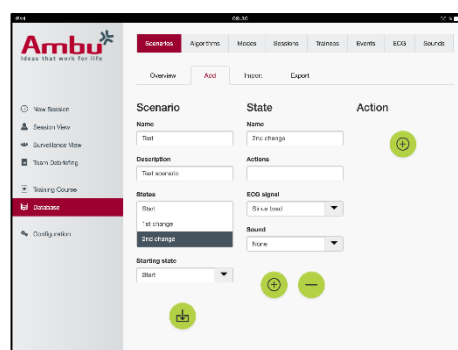 08:30
Ambu
Ideas that work for life
Scenarios Algorithms Modes Sessions Trainees Events ECG Sounds
Overview Add Import Export
New Session
Session View
Surveillance View
Team Debriefing
Training Course
Database
Configuration
Scenario State Action
Name Name
Test 2nd change
Description Actions
Test scenario
States ECG signal
Start Sinus brad
1st change Sound
2nd change None
Starting state
Start